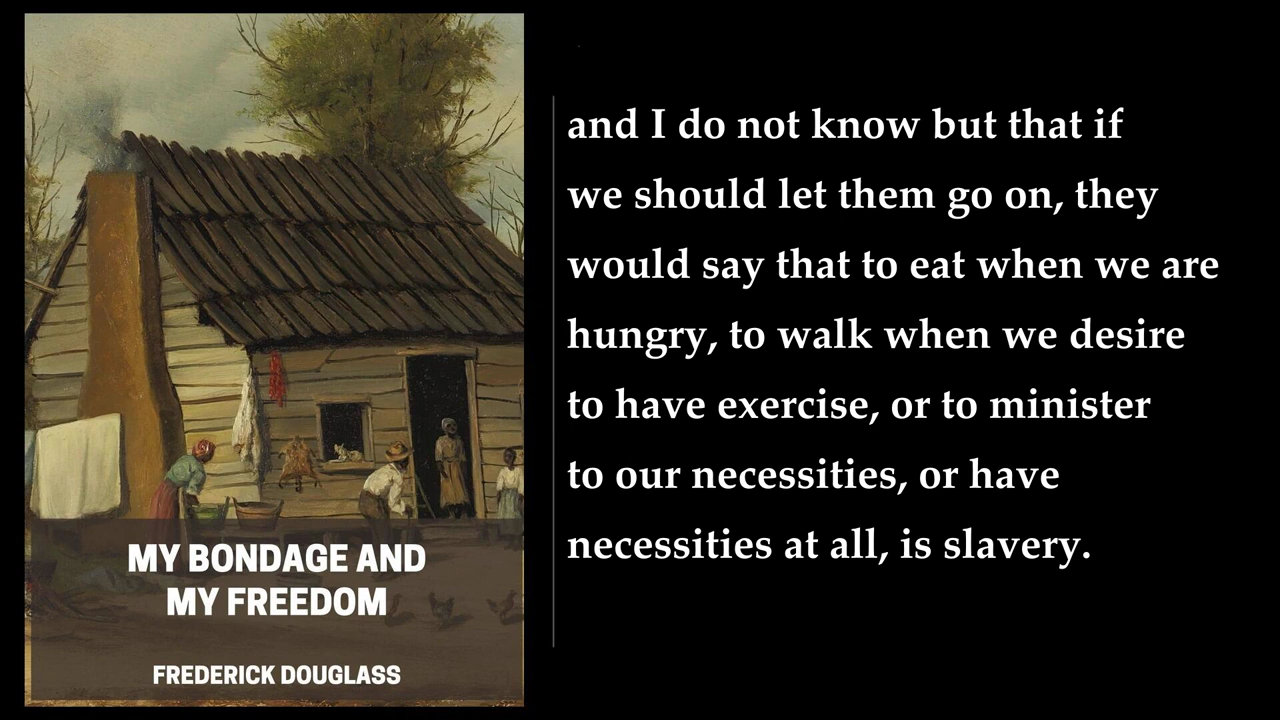 MY BONDAGE AND
MY FREEDOM
FREDERICK DOUGLASS
and I do not know but that if
we should let them go on, they
would say that to eat when we are
hungry, to walk when we desire
to have exercise, or to minister
to our necessities, or have
necessities at all, is slavery.